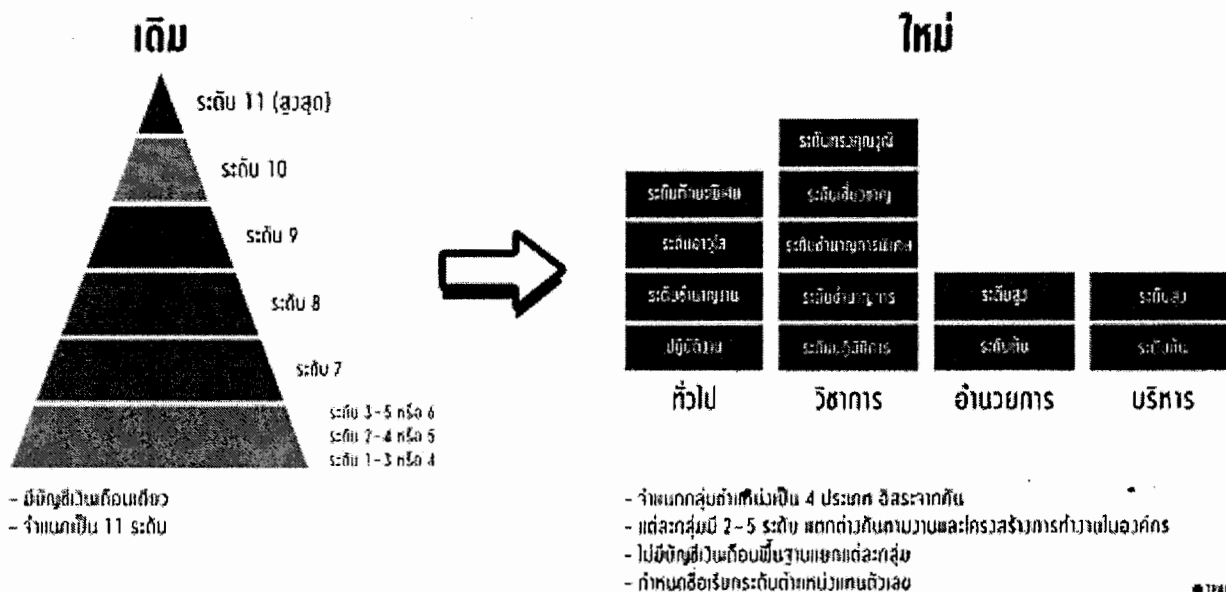 เดิม
ระดับ 11 (สูงสุด)
ระดับ 10
ระดับ 9
ระดับ 8
ระดับ 7
ระดับ 3-5 หรือ 6
ระดับ 2-4 หรือ 5
ระดับ 1-3 หรือ 4
- มีบัญชีเงินเดือนเดียว
- จำแนกเป็น 11 ระดับ
ใหม่
ระดับทักษะพิเศษ
ระดับอาวุโส
ระดับชำนาญงาน
ปฏิบัติงาน
ทั่วไป
ระดับทรงคุณวุฒิ
ระดับเชี่ยวชาญ
ระดับชำนาญการพิเศษ
ระดับชำนาญการ
ระดับปฏิบัติการ
วิชาการ
ระดับสูง
ระดับต้น
อำนวยการ
ระดับสูง
ระดับต้น
บริหาร
- จำแนกกลุ่มตำแหน่งเป็น 4 ประเภท อิสระจากกัน
- แต่ละกลุ่มมี 2-5 ระดับ แตกต่างกันตามงานและโครงสร้างการทำงานในองค์กร
- ไม่มีบัญชีเงินเดือนพื้นฐานแยกแต่ละกลุ่ม
- กำหนดชื่อเรียกระดับตำแหน่งแทนตัวเลข